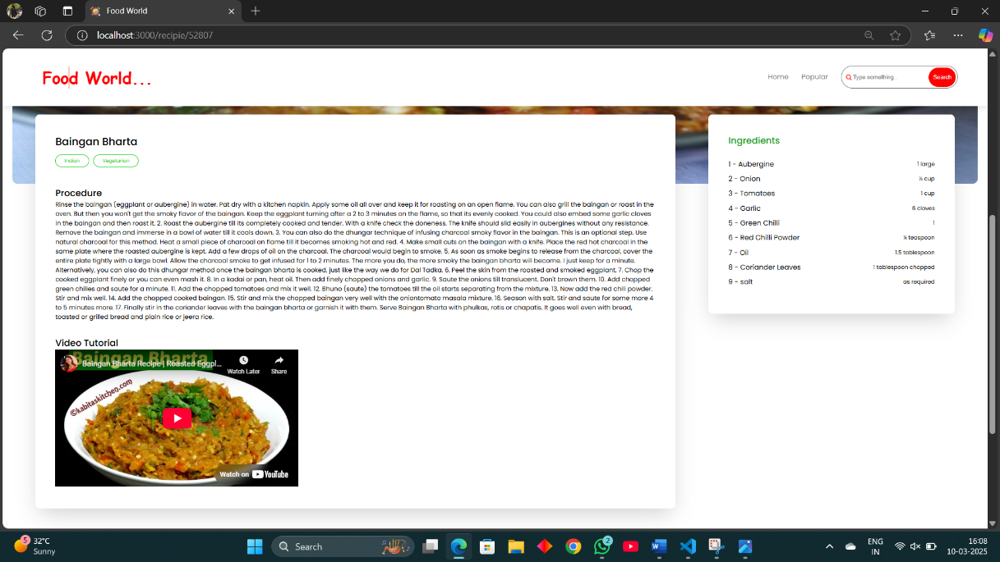 Food World
localhost:3000/recipie/52807
Food World...
Home
Popular
Type something...
Search
Baingan Bharta
Indian
Vegetarian
Procedure
Rinse the baingan (eggplant or aubergine) in water. Pat dry with a kitchen napkin. Apply some oil all over and keep it for roasting on an open flame. You can also grill the baingan or roast in the
oven. But then you won't get the smoky flavor of the baingan. Keep the eggplant turning after a 2 to 3 minutes on the flame, so that its evenly cooked. You could also embed some garlic cloves
in the baingan and then roast it. 2. Roast the aubergine till its completely cooked and tender. With a knife check the doneness. The knife should slid easily in aubergines without any resistance.
Remove the baingan and immerse in a bowl of water till it cools down. 3. You can also do the dhungar technique of infusing charcoal smoky flavor in the baingan. This is an optional step. Use
natural charcoal for this method. Heat a small piece of charcoal on flame till it becomes smoking hot and red. 4. Make small cuts on the baingan with a knife. Place the red hot charcoal in the
same plate where the roasted aubergine is kept. Add a few drops of oil on the charcoal. The charcoal would begin to smoke. 5. As soon as smoke begins to release from the charcoal, cover the
entire plate tightly with a large bowl. Allow the charcoal smoke to get infused for 1 to 2 minutes. The more you do, the more smoky the baingan bharta will become. I just keep for a minute.
Alternatively, you can also do this dhungar method once the baingan bharta is cooked, just like the way we do for Dal Tadka. 6. Peel the skin from the roasted and smoked eggplant. 7. Chop the
cooked eggplant finely or you can even mash it. 8. In a kadai or pan, heat oil. Then add finely chopped onions and garlic. 9. Saute the onions till translucent. Don't brown them. 10. Add chopped
green chilies and saute for a minute. 11. Add the chopped tomatoes and mix it well. 12. Bhuno (saute) the tomatoes till the oil starts separating from the mixture. 13. Now add the red chili powder.
Stir and mix well. 14. Add the chopped cooked baingan. 15. Stir and mix the chopped baingan very well with the oniontomato masala mixture. 16. Season with salt. Stir and saute for some more 4
to 5 minutes more. 17. Finally stir in the coriander leaves with the baingan bharta or garnish it with them. Serve Baingan Bharta with phulkas, rotis or chapatis. It goes well even with bread,
toasted or grilled bread and plain rice or jeera rice.
Video Tutorial
Baingan Bharta
Baingan Bharta Recipe | Roasted Eggpl...
Watch Later
Share
©kabitaskitchen.com
Watch on YouTube
Ingredients
1 - Aubergine 1 large
2 - Onion ½ cup
3 - Tomatoes 1 cup
4 - Garlic 6 cloves
5 - Green Chilli 1
6 - Red Chilli Powder ¼ teaspoon
7 - Oil 1.5 tablespoon
8 - Coriander Leaves 1 tablespoon chopped
9 - salt as required
5
32°C
Sunny
Search
2
ENG
IN
16:08
10-03-2025